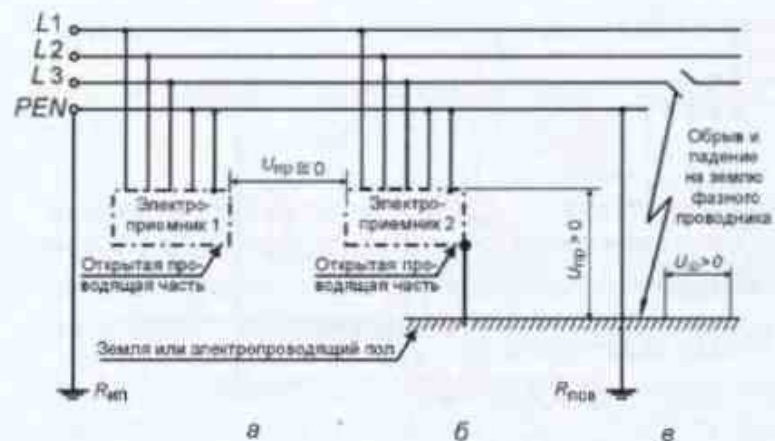 L1
L2
L3
PEN
Uпр ≅ 0
Электро-
приемник 1
Электро-
приемник 2
Открытая про-
водящая часть
Открытая про-
водящая часть
Uпр > 0
Обрыв и
падение
на землю
фазного
проводника
Uш>0
Земля или электропроводящий пол
Rип
Rпов
а
б
в